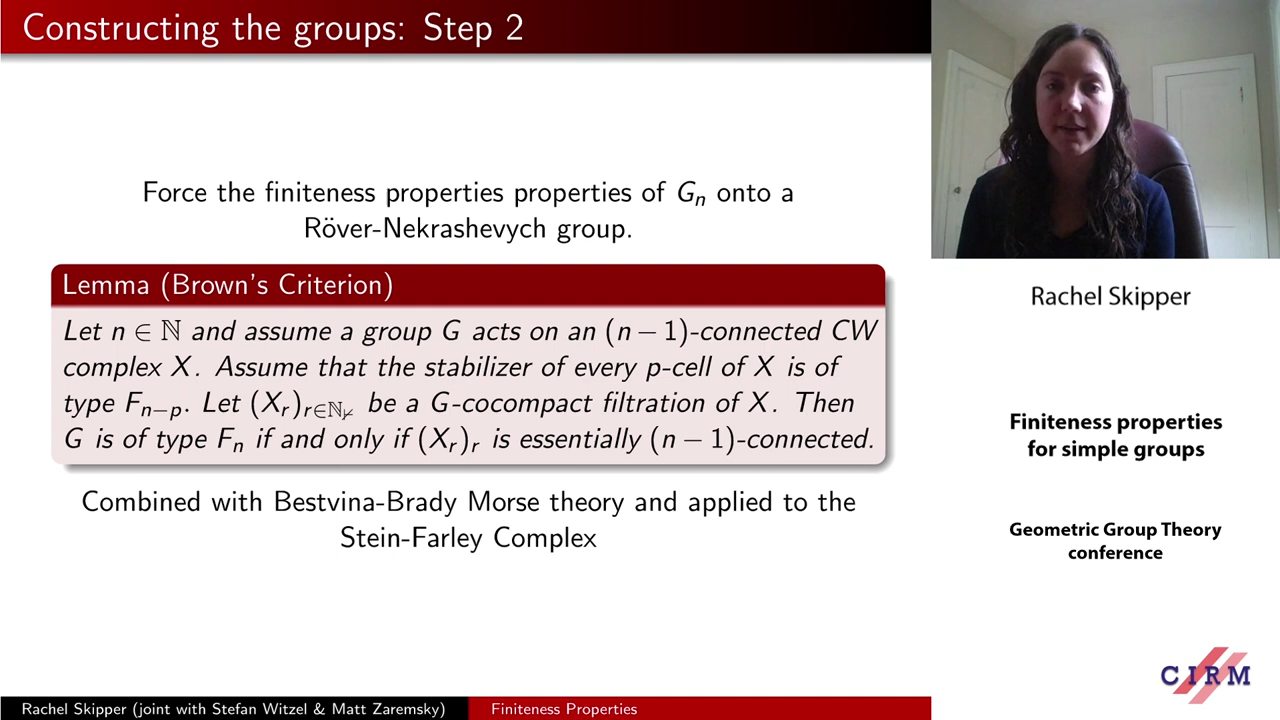 Constructing the groups: Step 2
Force the finiteness properties properties of Gₙ onto a
Röver-Nekrashevych group.
Lemma (Brown's Criterion)
Let n ∈ ℕ and assume a group G acts on an (n − 1)-connected CW
complex X. Assume that the stabilizer of every p-cell of X is of
type Fₙ₋ₚ. Let (Xᵣ)ᵣ∈ℕ be a G-cocompact filtration of X. Then
G is of type Fₙ if and only if (Xᵣ)ᵣ is essentially (n − 1)-connected.
Combined with Bestvina-Brady Morse theory and applied to the
Stein-Farley Complex
Rachel Skipper (joint with Stefan Witzel & Matt Zaremsky)
Finiteness Properties
Rachel Skipper
Finiteness properties
for simple groups
Geometric Group Theory
conference
CIRM